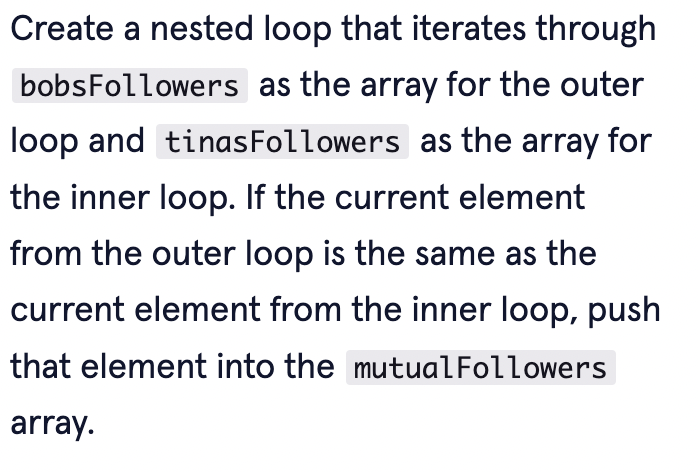 Create a nested loop that iterates through
bobsFollowers as the array for the outer
loop and tinasFollowers as the array for
the inner loop. If the current element
from the outer loop is the same as the
current element from the inner loop, push
that element into the mutualFollowers
array.